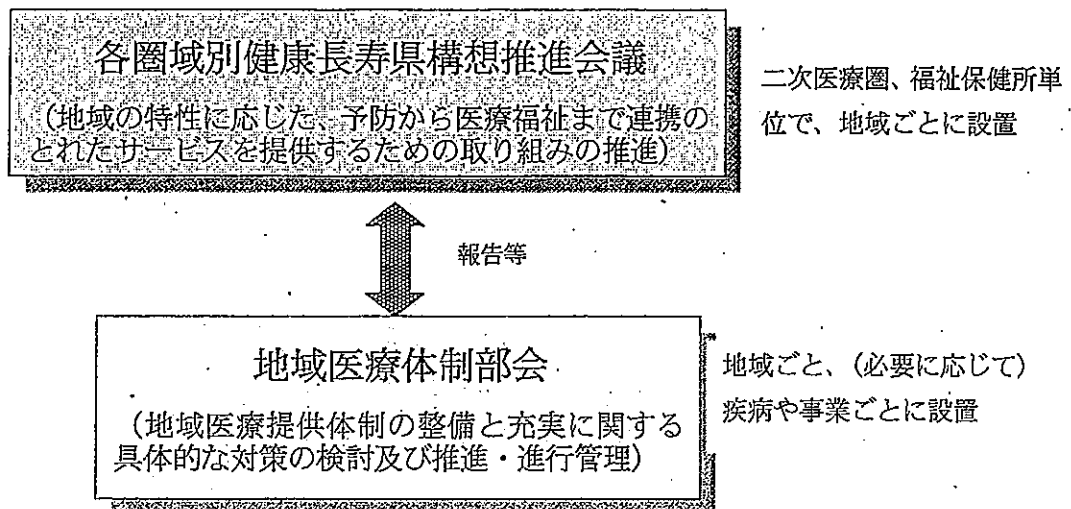 各圏域別健康長寿県構想推進会議
（地域の特性に応じた、予防から医療福祉まで連携の
とれたサービスを提供するための取り組みの推進）
二次医療圏、福祉保健所単
位で、地域ごとに設置
報告等
地域医療体制部会
（地域医療提供体制の整備と充実に関する
具体的な対策の検討及び推進・進行管理）
地域ごと、（必要に応じて）
疾病や事業ごとに設置